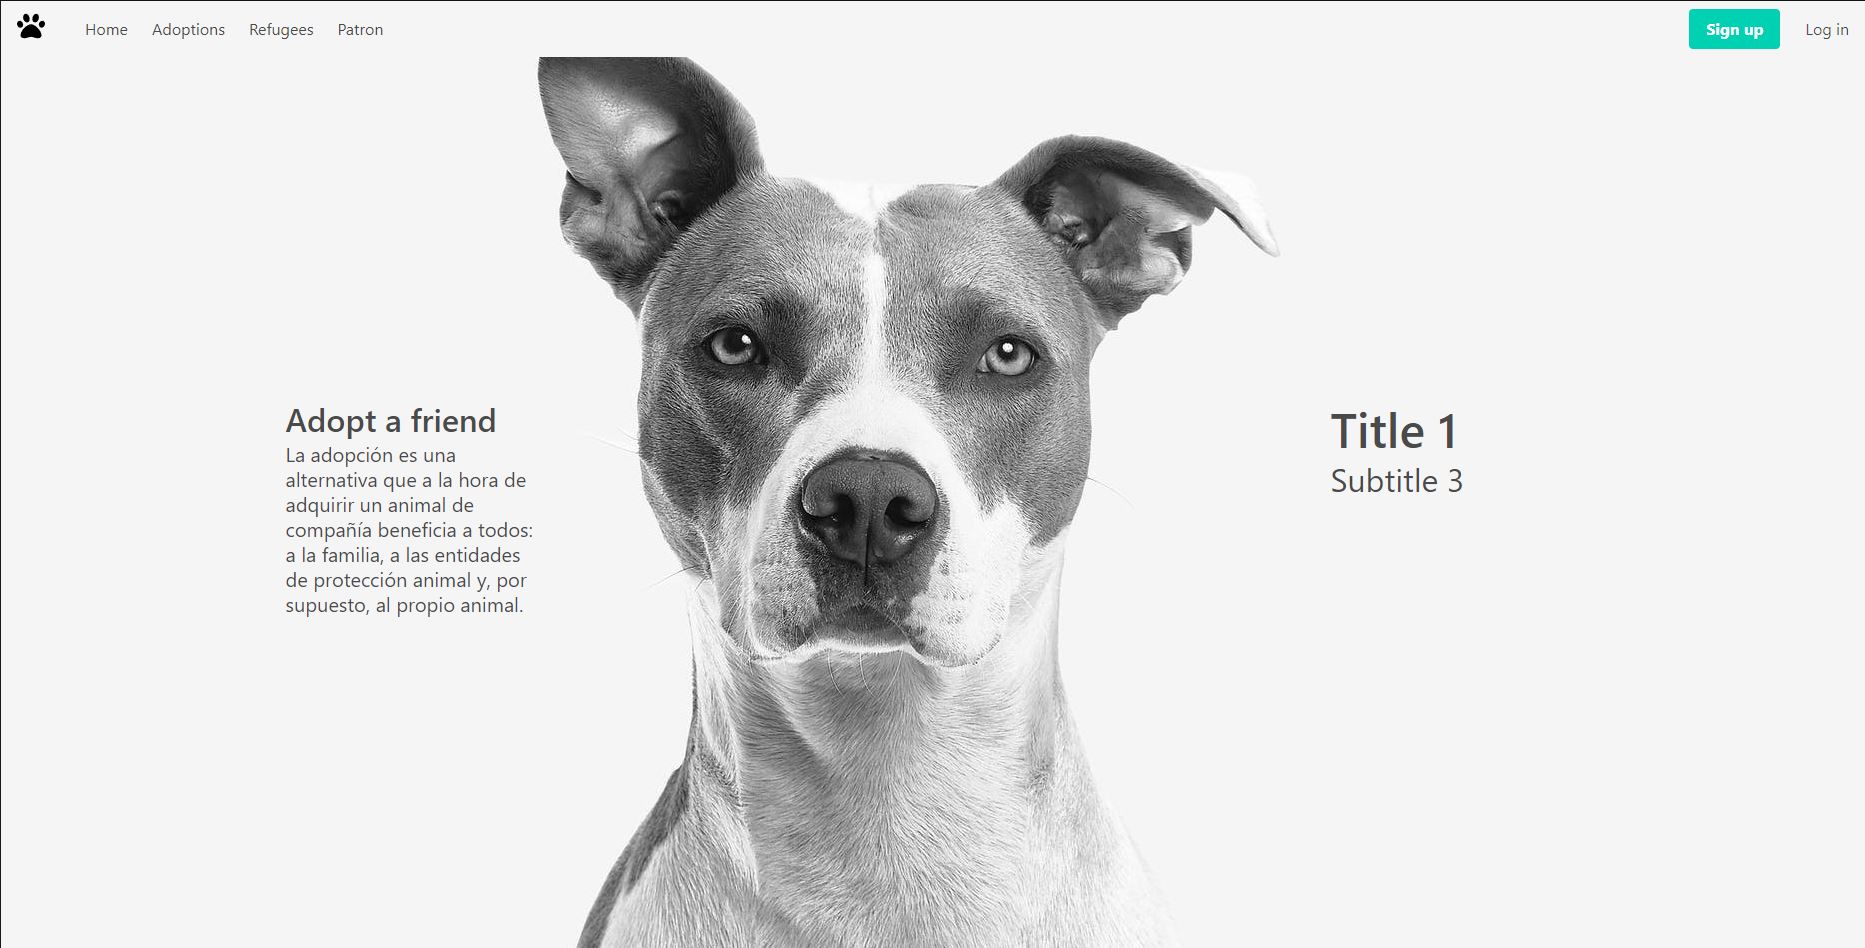 Home Adoptions Refugees Patron Sign up Log in
Adopt a friend
La adopción es una
alternativa que a la hora de
adquirir un animal de
compañía beneficia a todos:
a la familia, a las entidades
de protección animal y, por
supuesto, al propio animal.
Title 1
Subtitle 3